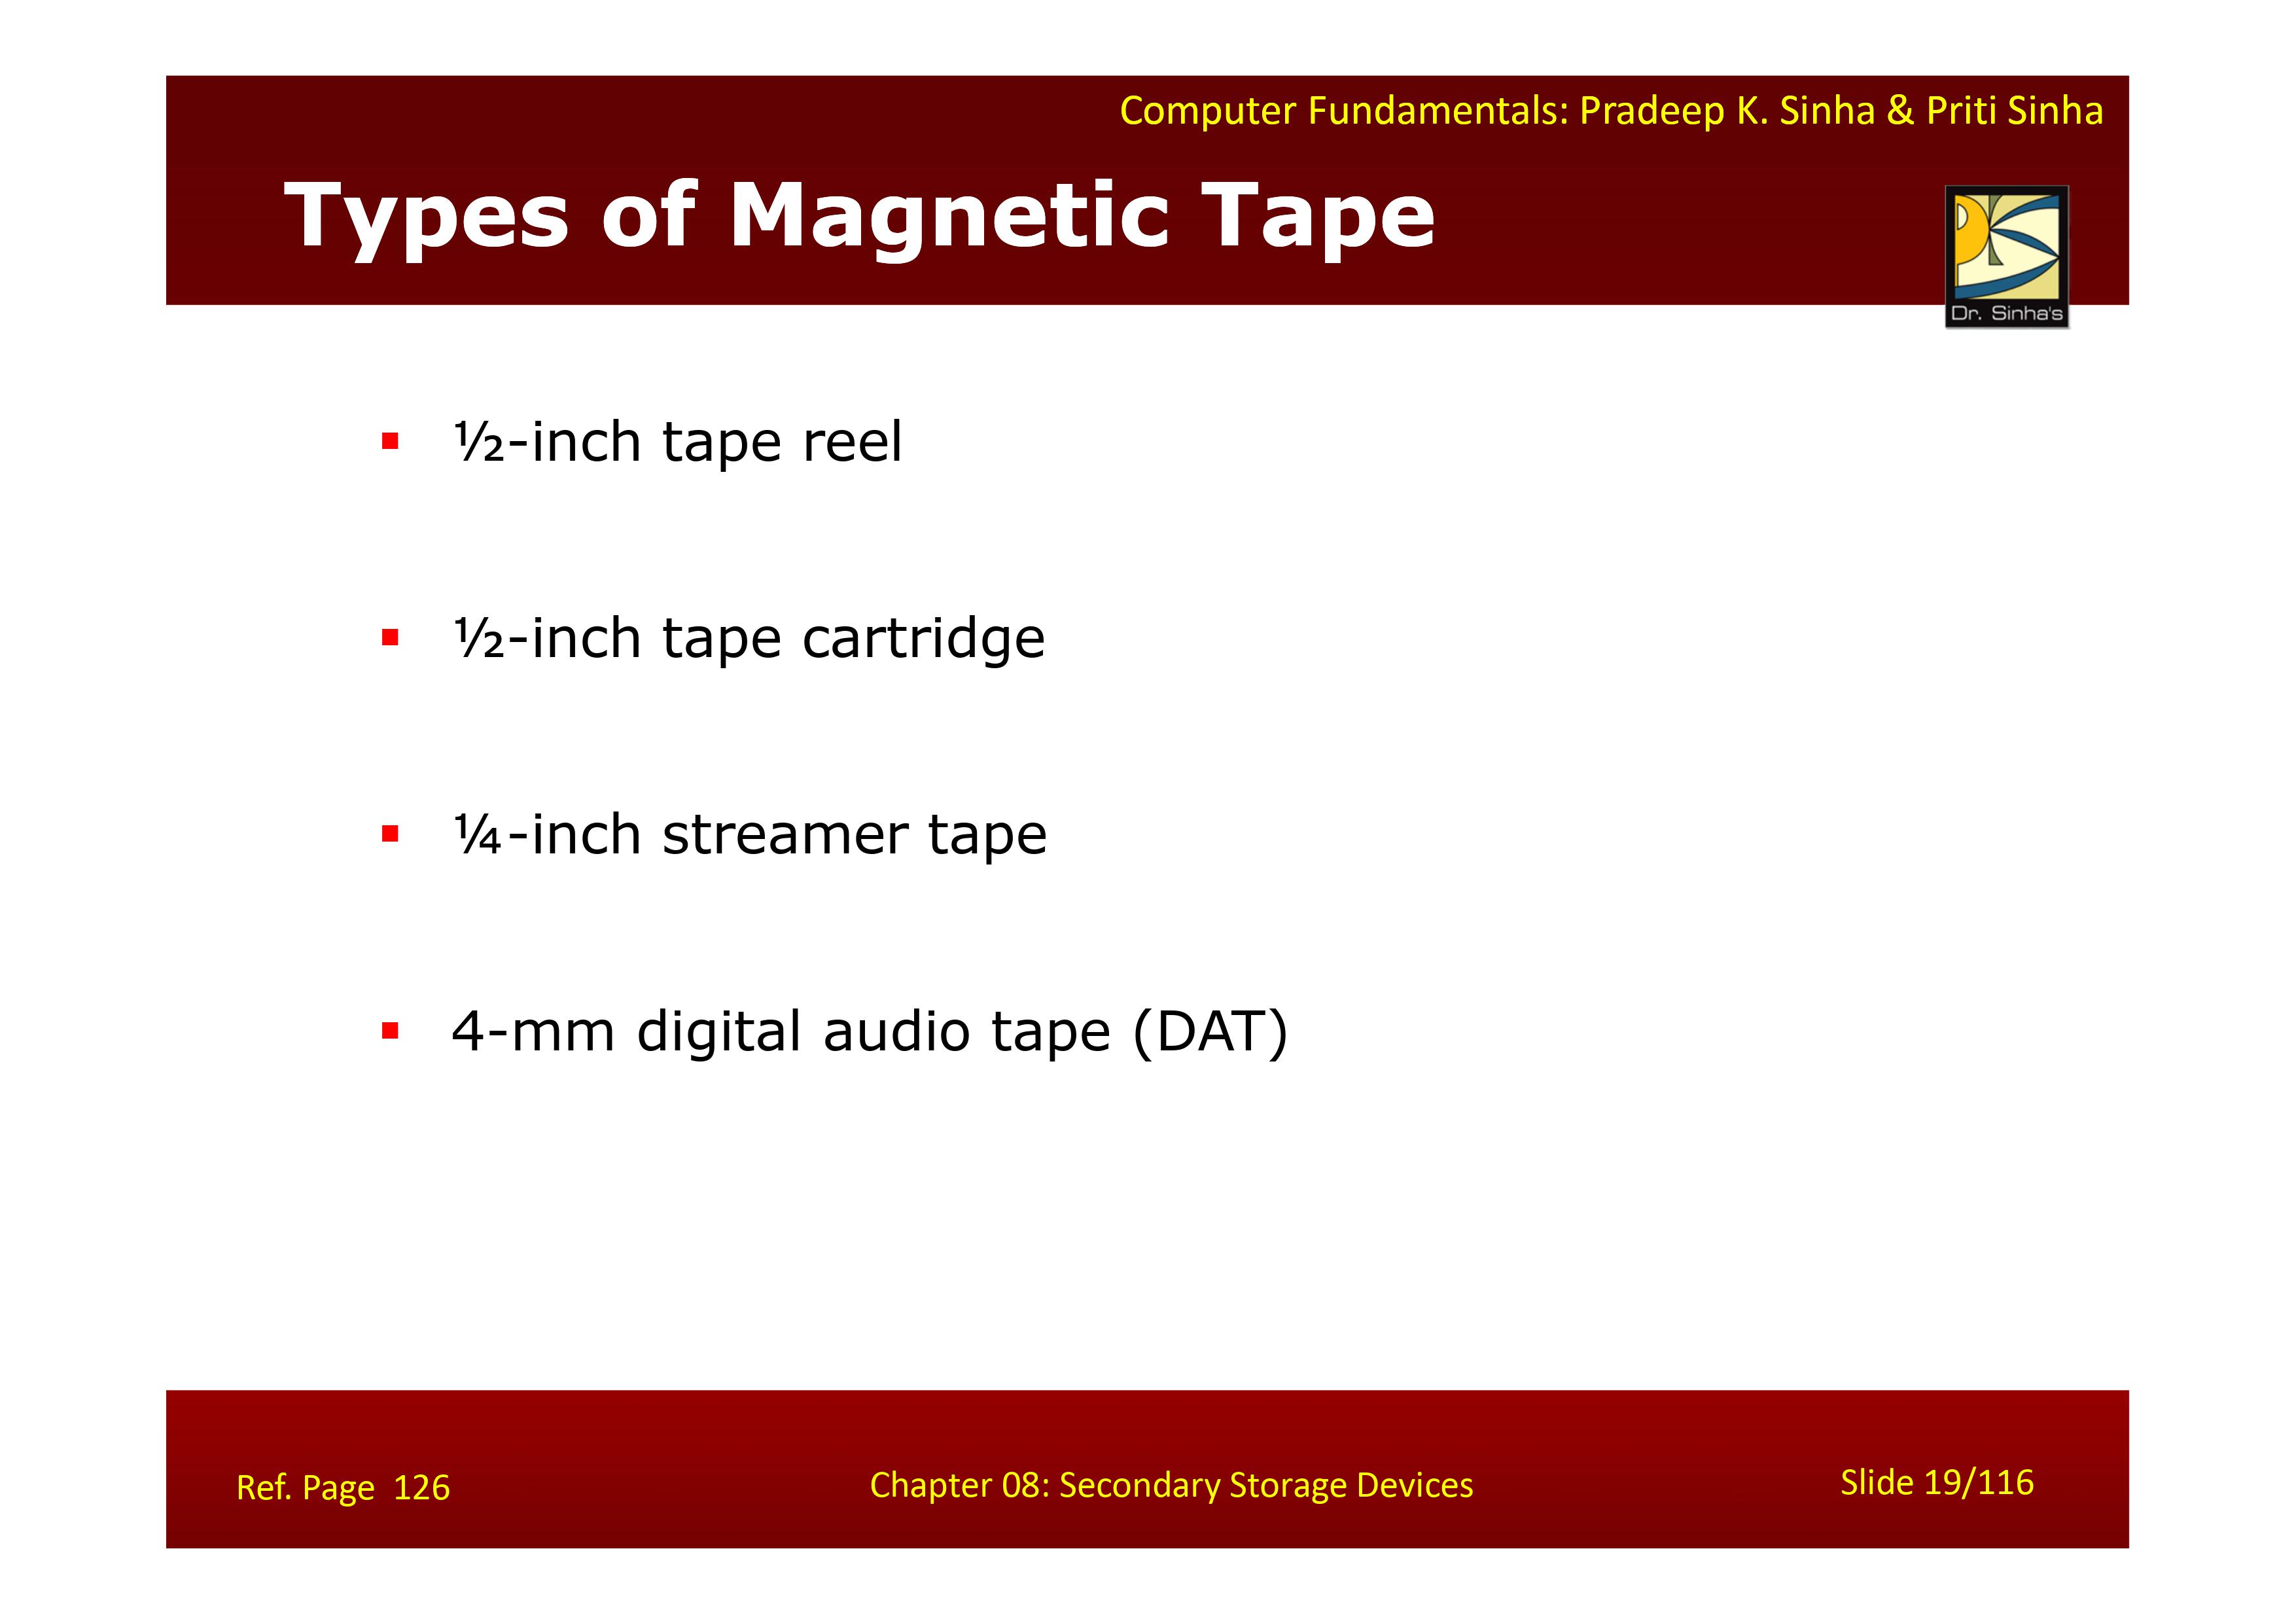 Computer Fundamentals: Pradeep K. Sinha & Priti Sinha
Types of Magnetic Tape
Dr. Sinha's
½-inch tape reel
½-inch tape cartridge
¼-inch streamer tape
4-mm digital audio tape (DAT)
Ref. Page 126
Chapter 08: Secondary Storage Devices
Slide 19/116